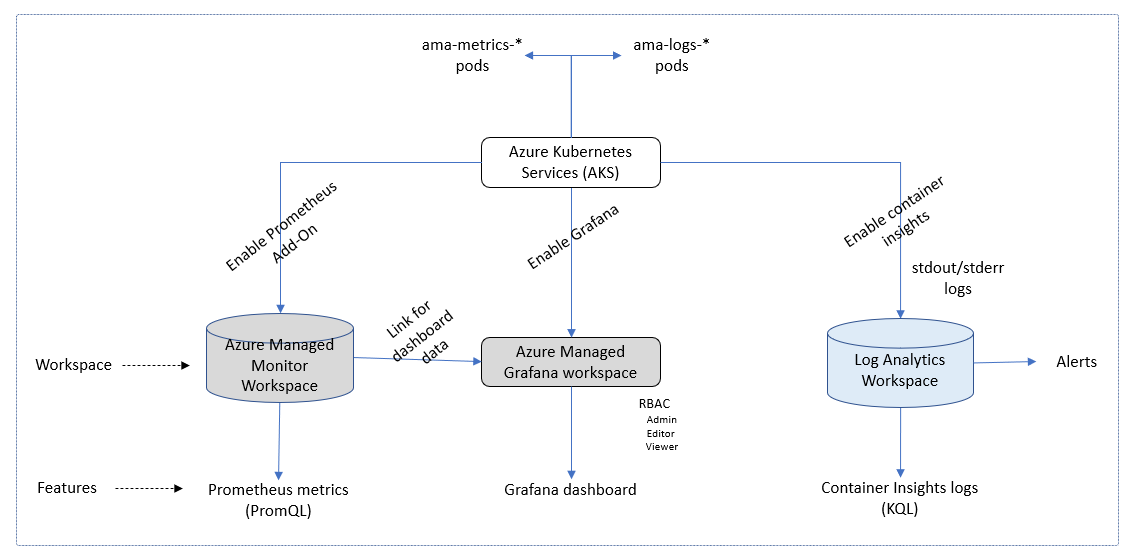 ama-metrics-*
pods
ama-logs-*
pods
Azure Kubernetes
Services (AKS)
Enable Prometheus
Add-On
Enable Grafana
Enable container
insights
stdout/stderr
logs
Link for
dashboard
data
Workspace
Azure Managed
Monitor
Workspace
Azure Managed
Grafana workspace
Log Analytics
Workspace
Alerts
RBAC
Admin
Editor
Viewer
Features
Prometheus metrics
(PromQL)
Grafana dashboard
Container Insights logs
(KQL)